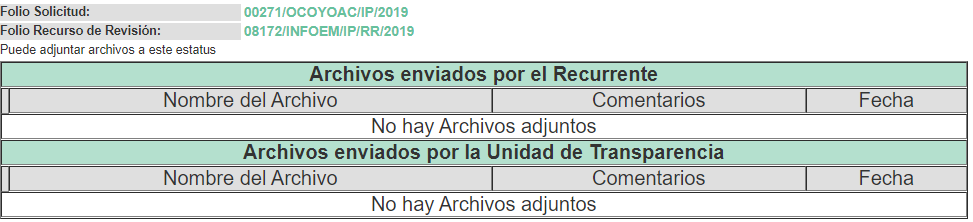 Folio Solicitud: 00271/OCOYOAC/IP/2019
Folio Recurso de Revisión: 08172/INFOEM/IP/RR/2019
Puede adjuntar archivos a este estatus
Archivos enviados por el Recurrente
Nombre del Archivo Comentarios Fecha
No hay Archivos adjuntos
Archivos enviados por la Unidad de Transparencia
Nombre del Archivo Comentarios Fecha
No hay Archivos adjuntos